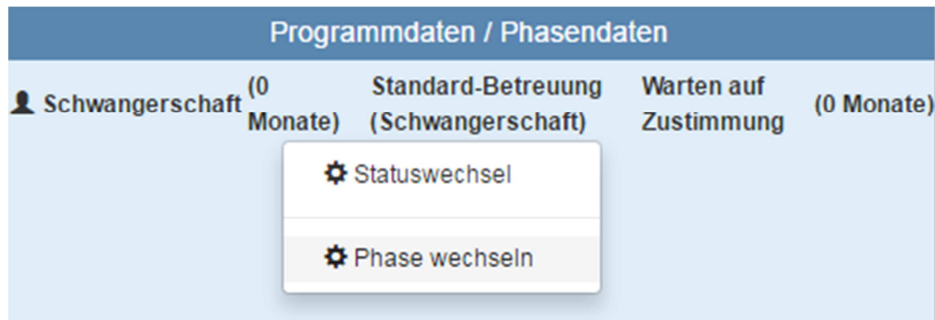 Programmdaten / Phasendaten
Schwangerschaft (0 Monate) Standard-Betreuung (Schwangerschaft) Warten auf Zustimmung (0 Monate)
Statuswechsel
Phase wechseln